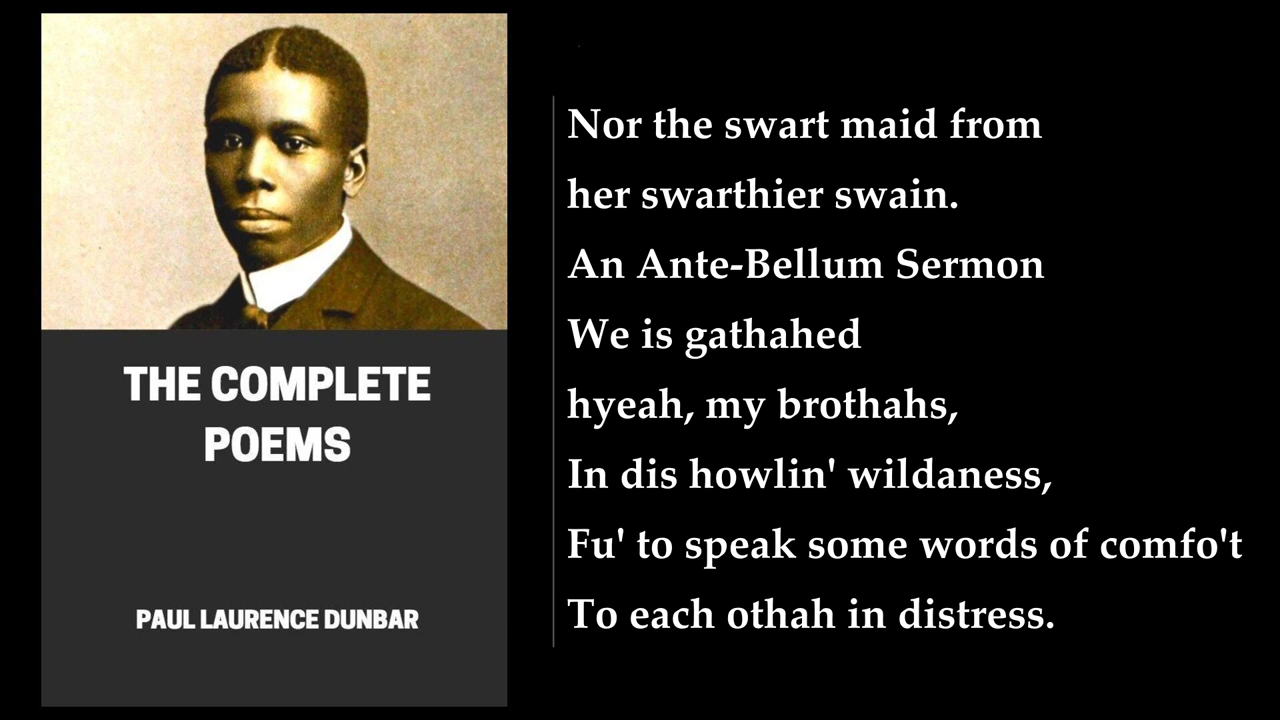 THE COMPLETE
POEMS
PAUL LAURENCE DUNBAR
Nor the swart maid from
her swarthier swain.
An Ante-Bellum Sermon
We is gathahed
hyeah, my brothahs,
In dis howlin' wildaness,
Fu' to speak some words of comfo't
To each othah in distress.